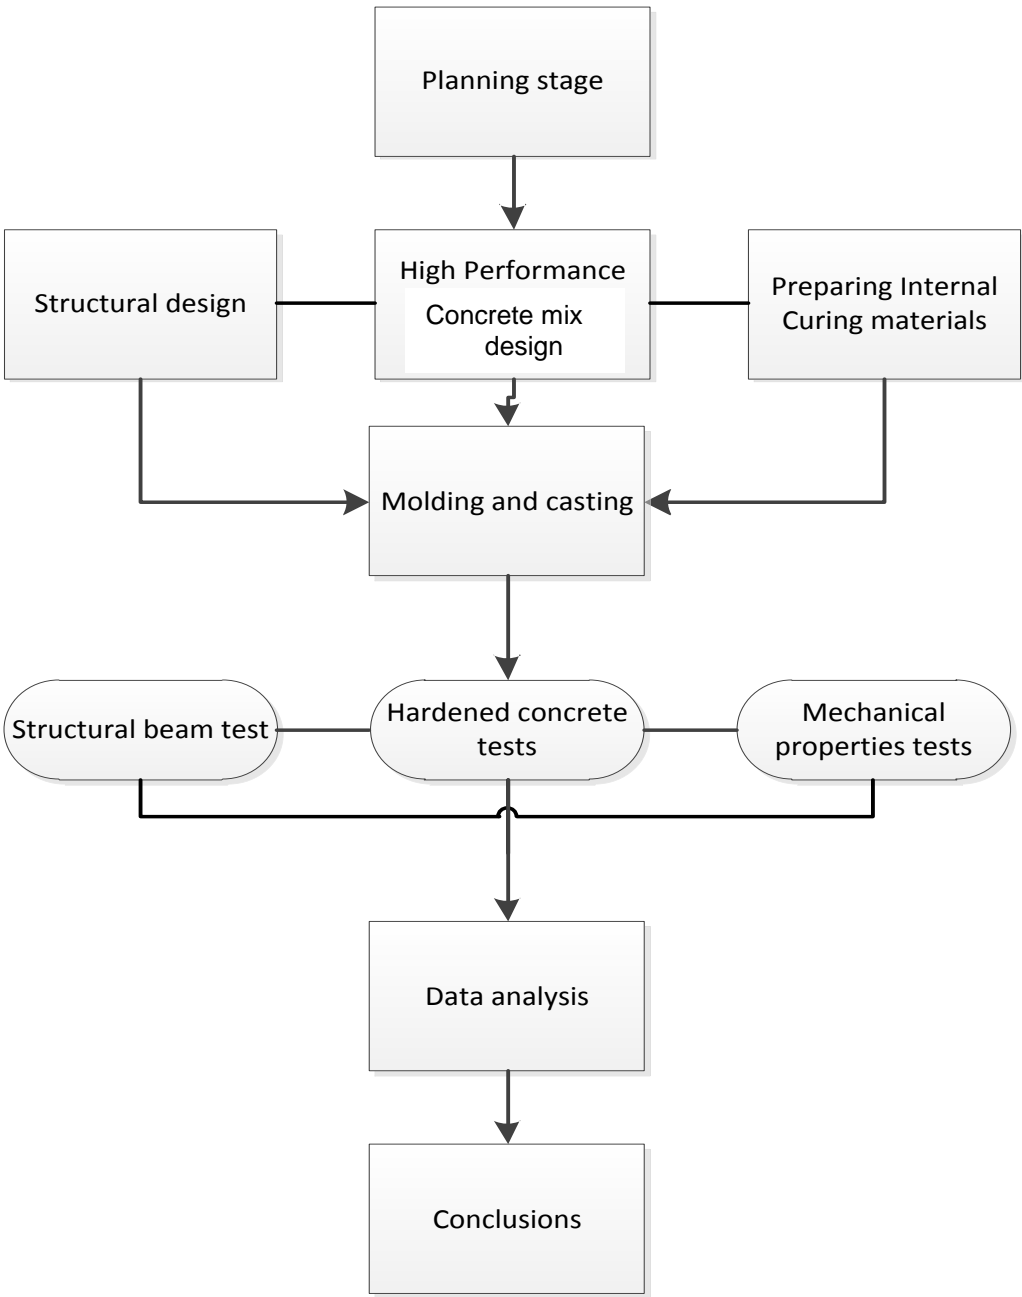 Planning stage
Structural design
High Performance
Concrete mix
design
Preparing Internal
Curing materials
Molding and casting
Structural beam test
Hardened concrete
tests
Mechanical
properties tests
Data analysis
Conclusions